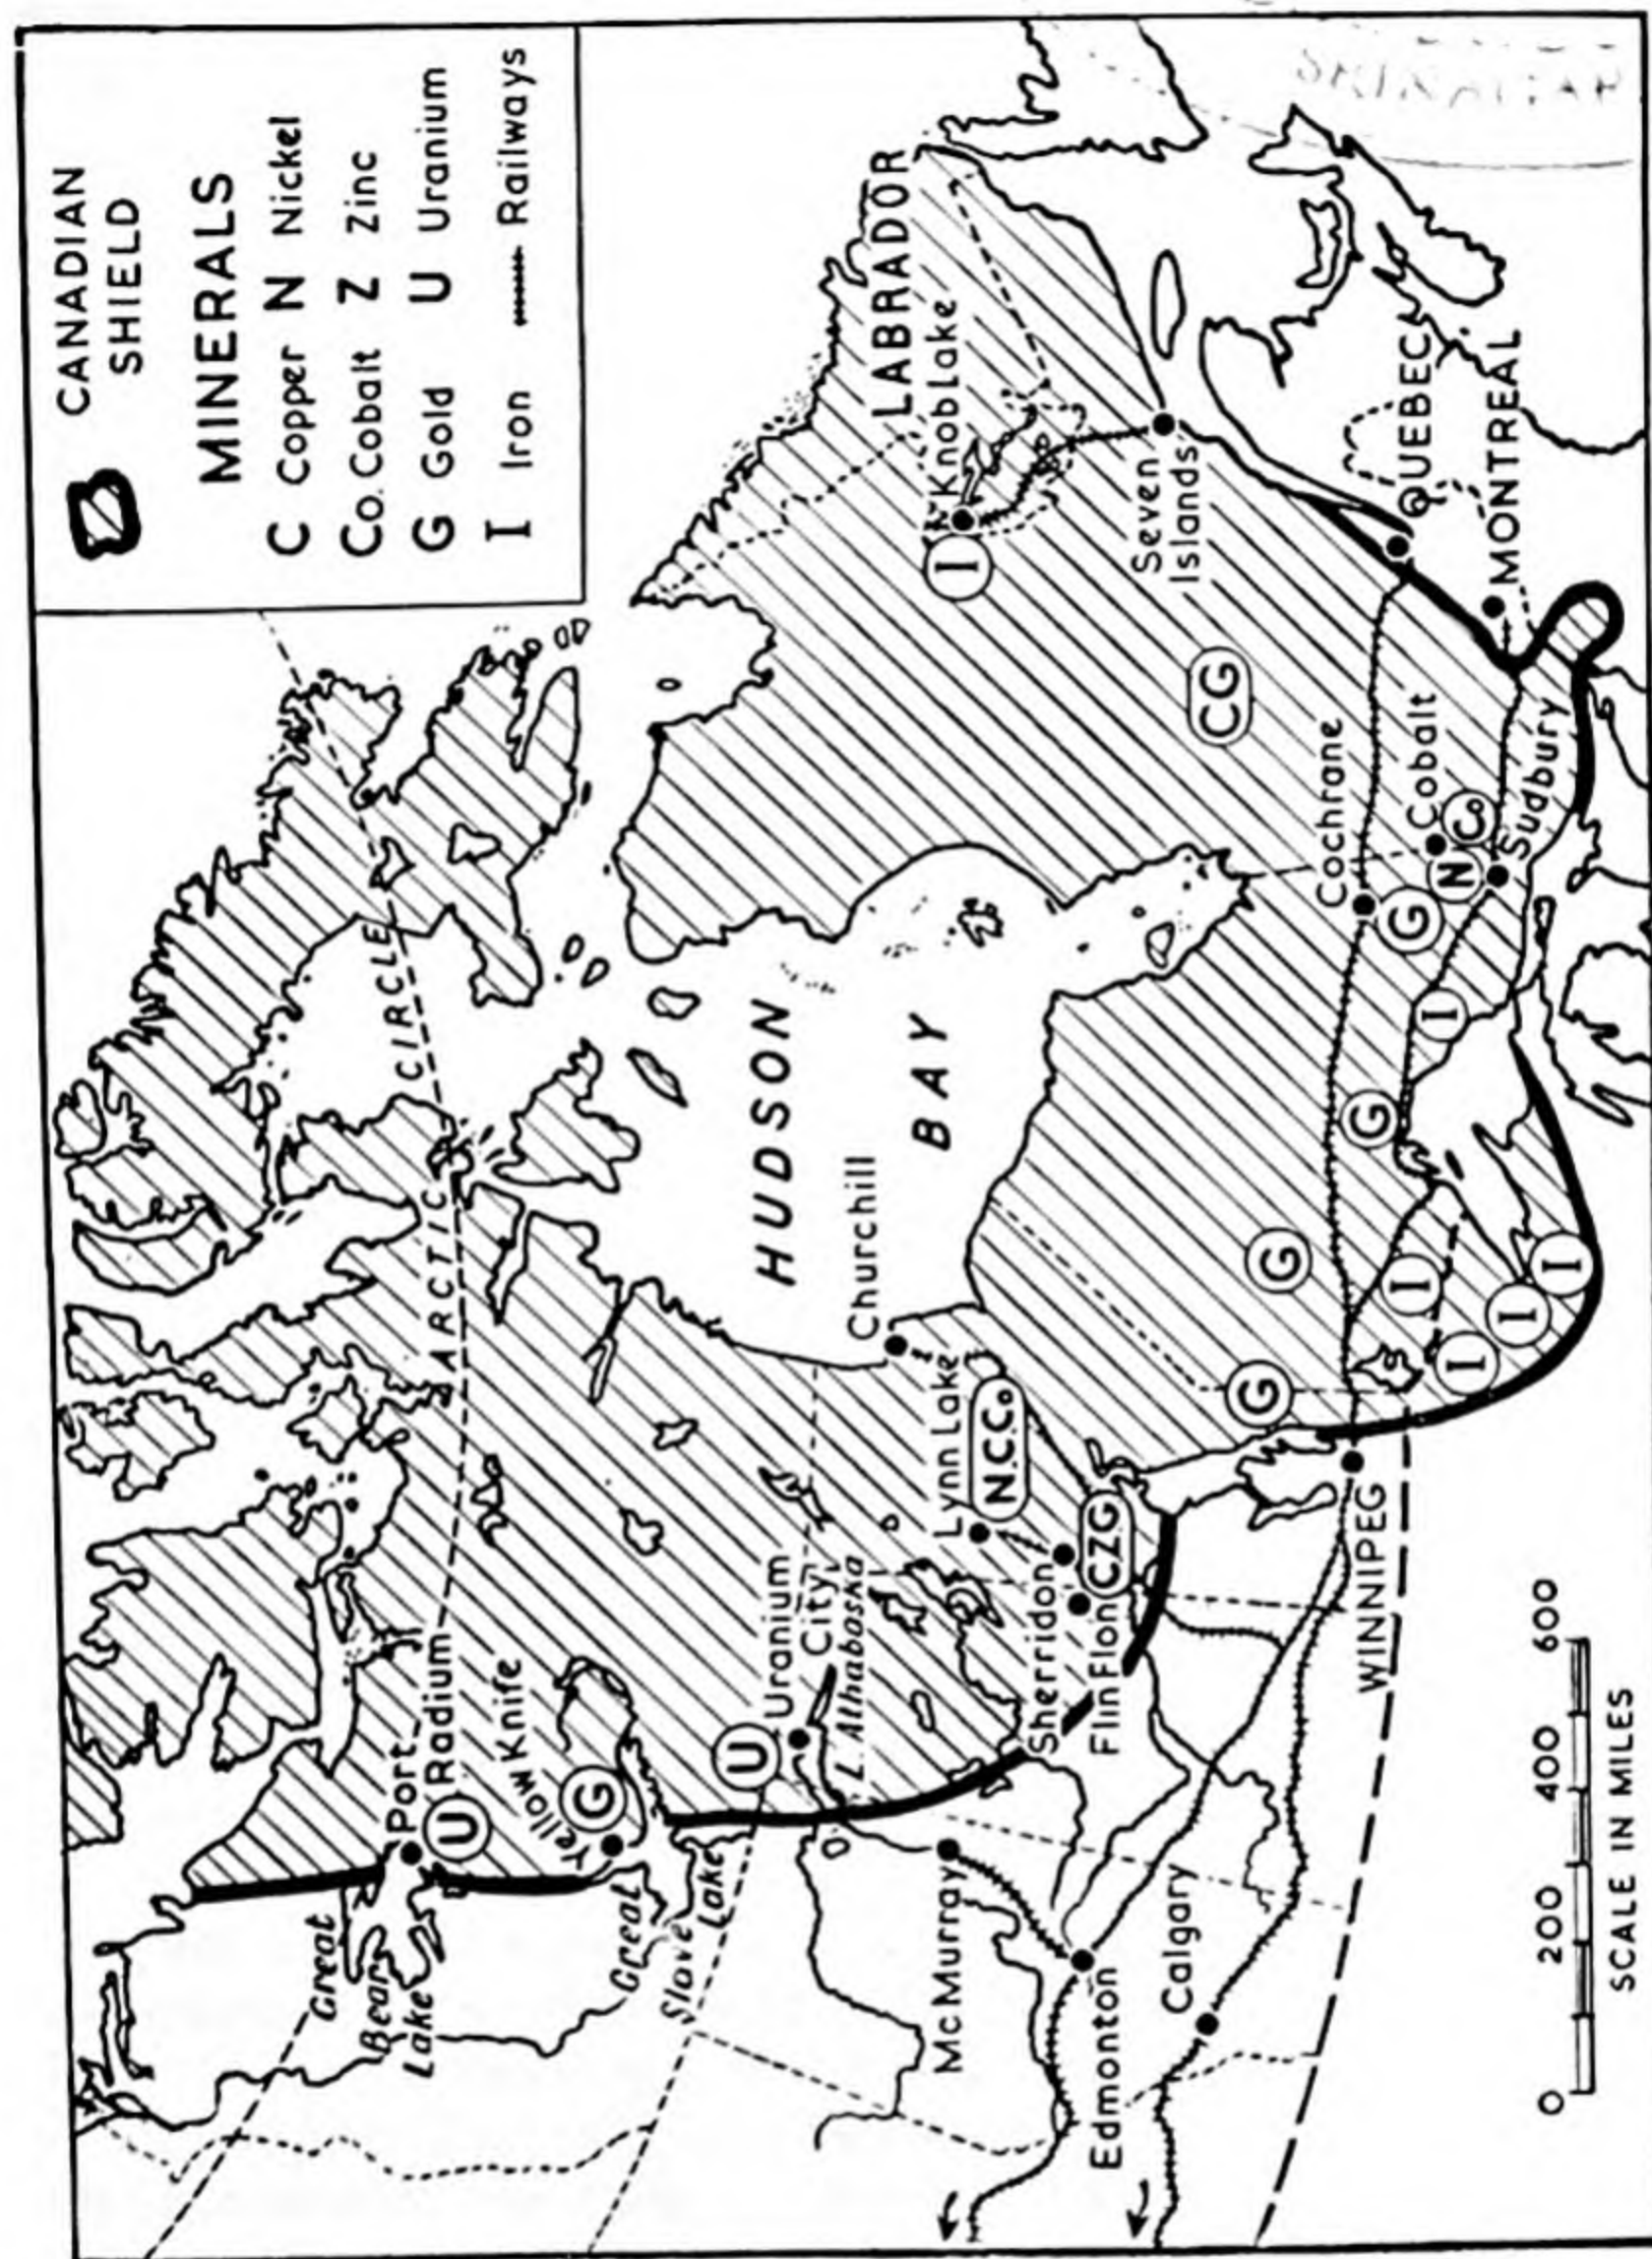 CANADIAN
SHIELD
MINERALS
C Copper N Nickel
Co. Cobalt Z Zinc
G Gold U Uranium
I Iron Railways
ARCTIC CIRCLE
Great
Bear
Lake
Port
Radium
U
Yellow Knife
G
Great
Slave
Lake
U
Uranium
City
L. Athabaska
HUDSON
BAY
Churchill
LABRADOR
Knob Lake
I
McMurray
Lynn Lake
N.C.Co
Sherridon
Flin Flon
CZG
Edmonton
Calgary
Seven
Islands
CG
G
G
G
G
WINNIPEG
Cochrane
Cobalt
Co
N
Sudbury
QUEBEC
MONTREAL
I
I
I
I
I
0 200 400 600
SCALE IN MILES